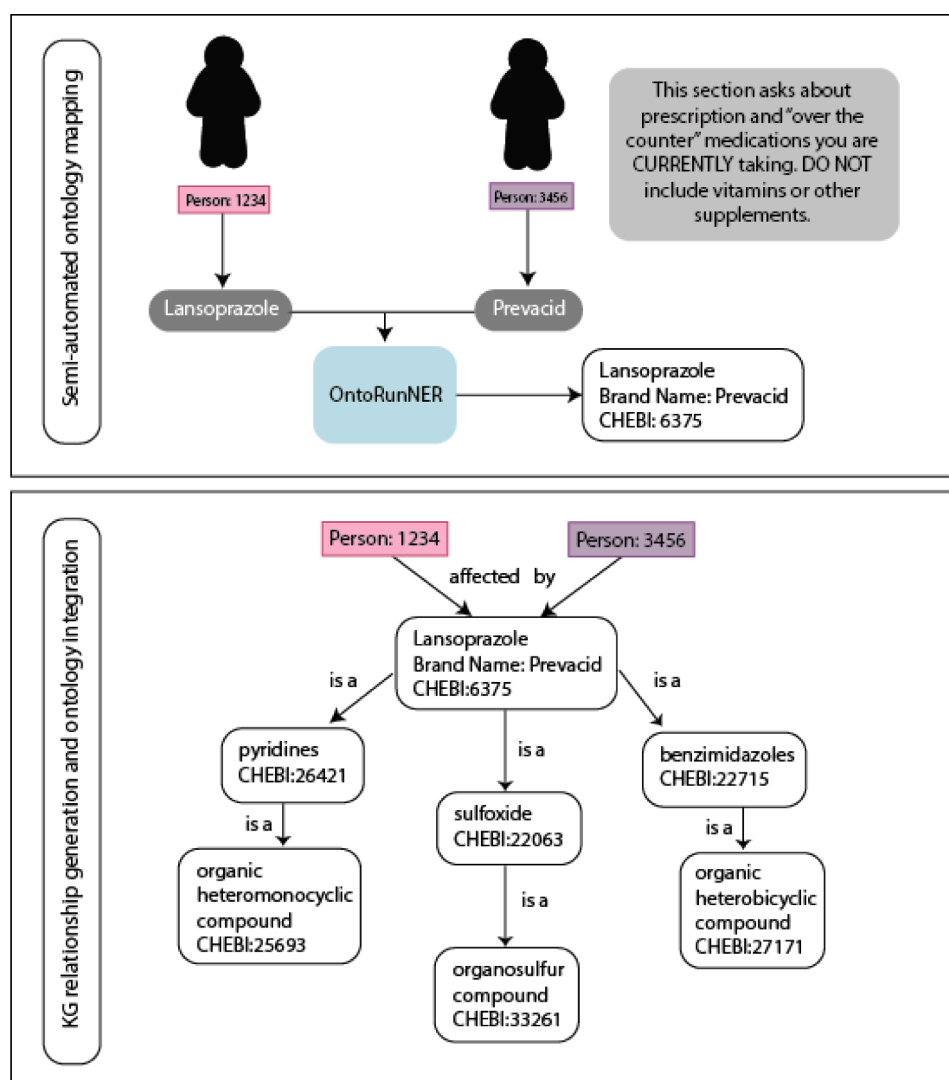 Semi-automated ontology mapping
This section asks about
prescription and "over the
counter" medications you are
CURRENTLY taking. DO NOT
include vitamins or other
supplements.
Person: 1234
Person: 3456
Lansoprazole
Prevacid
OntoRunNER
Lansoprazole
Brand Name: Prevacid
CHEBI: 6375
KG relationship generation and ontology integration
Person: 1234
Person: 3456
affected by
Lansoprazole
Brand Name: Prevacid
CHEBI:6375
is a
is a
is a
pyridines
CHEBI:26421
sulfoxide
CHEBI:22063
benzimidazoles
CHEBI:22715
is a
is a
is a
organic
heteromonocyclic
compound
CHEBI:25693
organosulfur
compound
CHEBI:33261
organic
heterobicyclic
compound
CHEBI:27171